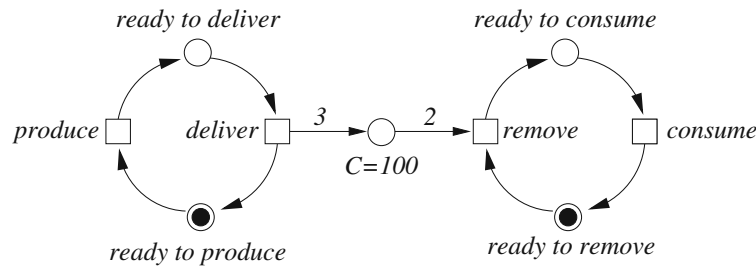 ready to deliver
ready to consume
produce
deliver
3
2
remove
consume
C=100
ready to produce
ready to remove